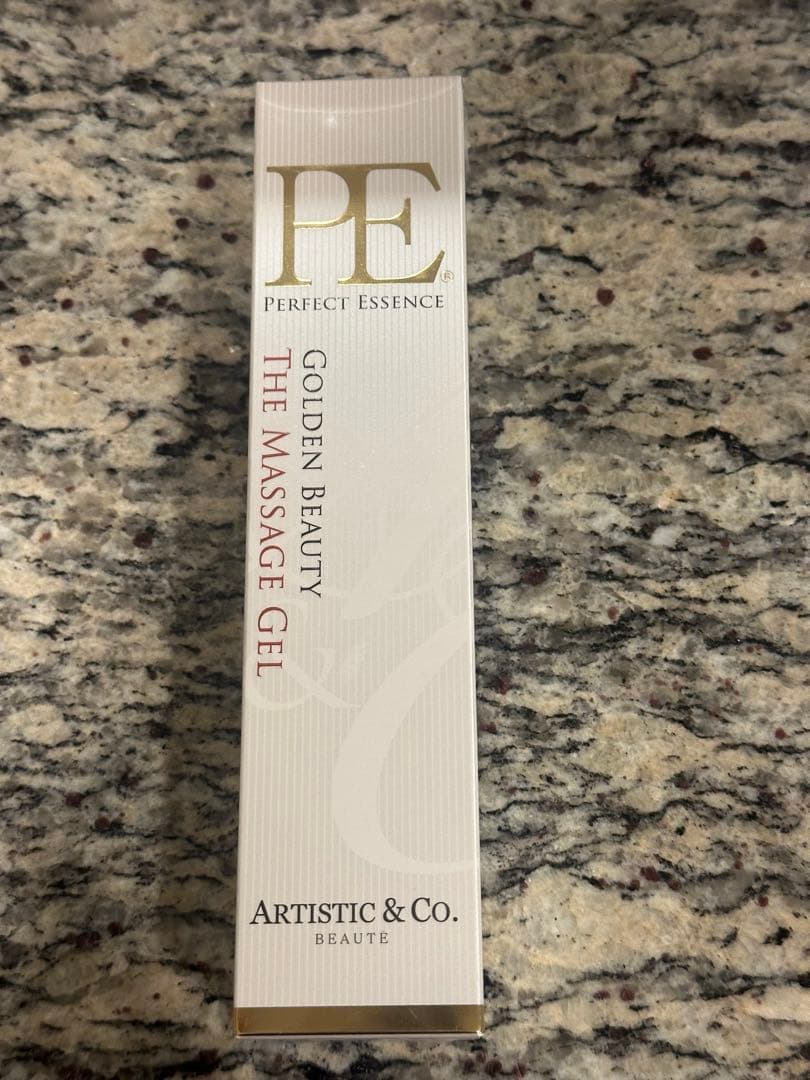 PE®
PERFECT ESSENCE
GOLDEN BEAUTY
THE MASSAGE GEL
ARTISTIC & CO.
BEAUTÉ